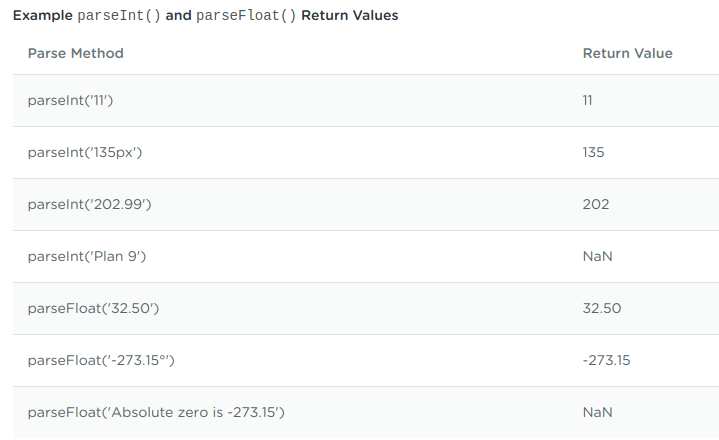 Example parseInt() and parseFloat() Return Values
Parse Method Return Value
parseInt('11') 11
parseInt('135px') 135
parseInt('202.99') 202
parseInt('Plan 9') NaN
parseFloat('32.50') 32.50
parseFloat('-273.15°') -273.15
parseFloat('Absolute zero is -273.15') NaN